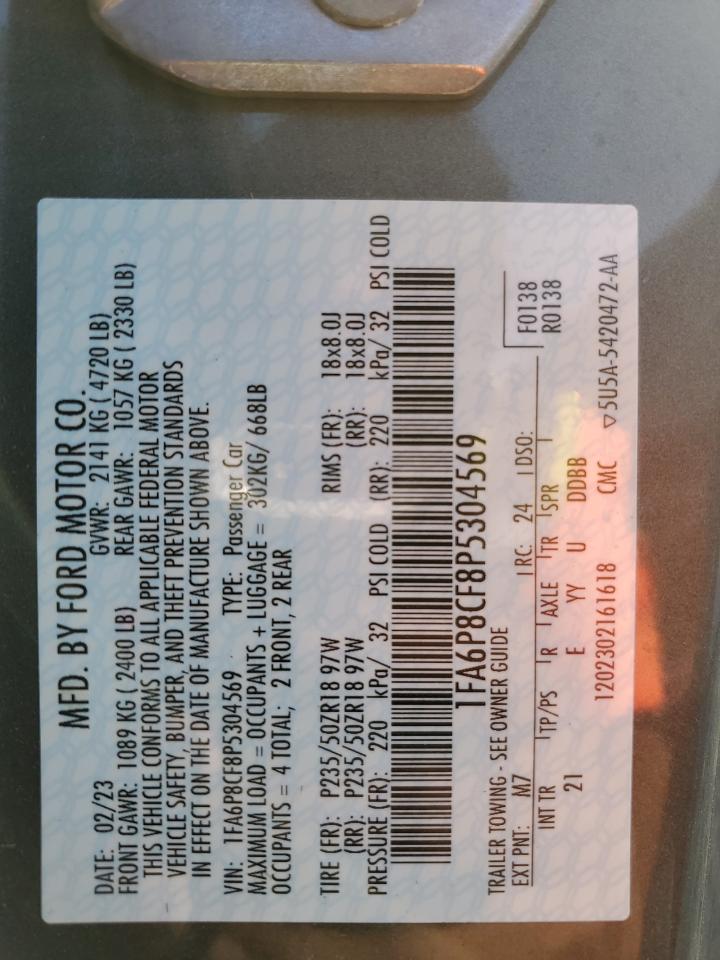 MFD. BY FORD MOTOR CO.
DATE: 02/23 GVWR: 2141 KG ( 4720 LB)
FRONT GAWR: 1089 KG ( 2400 LB) REAR GAWR: 1057 KG ( 2330 LB)
THIS VEHICLE CONFORMS TO ALL APPLICABLE FEDERAL MOTOR
VEHICLE SAFETY, BUMPER, AND THEFT PREVENTION STANDARDS
IN EFFECT ON THE DATE OF MANUFACTURE SHOWN ABOVE.
VIN: 1FA6P8CF8P5304569 TYPE: Passenger Car
MAXIMUM LOAD = OCCUPANTS + LUGGAGE = 302KG/ 668LB
OCCUPANTS = 4 TOTAL; 2 FRONT, 2 REAR
TIRE (FR): P235/50ZR18 97W RIMS (FR): 18x8.0J
(RR): P235/50ZR18 97W (RR): 18x8.0J
PRESSURE (FR): 220 kPa/ 32 PSI COLD (RR): 220 kPa/ 32 PSI COLD
1FA6P8CF8P5304569
TRAILER TOWING - SEE OWNER GUIDE
EXT PNT: M7 RC: 24 DSO: F0138
R0138
INT TR TP/PS R AXLE TR SPR
21 E YY U DDBB
1202302161618 CMC ▽5U5A-5420472-AA